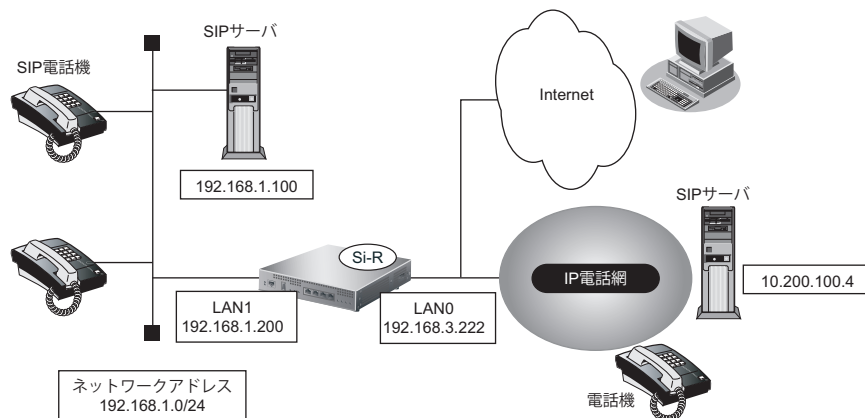 SIPサーバ
SIP電話機
Internet
192.168.1.100
SIPサーバ
Si-R
IP電話網
10.200.100.4
LAN1
192.168.1.200
LAN0
192.168.3.222
電話機
ネットワークアドレス
192.168.1.0/24